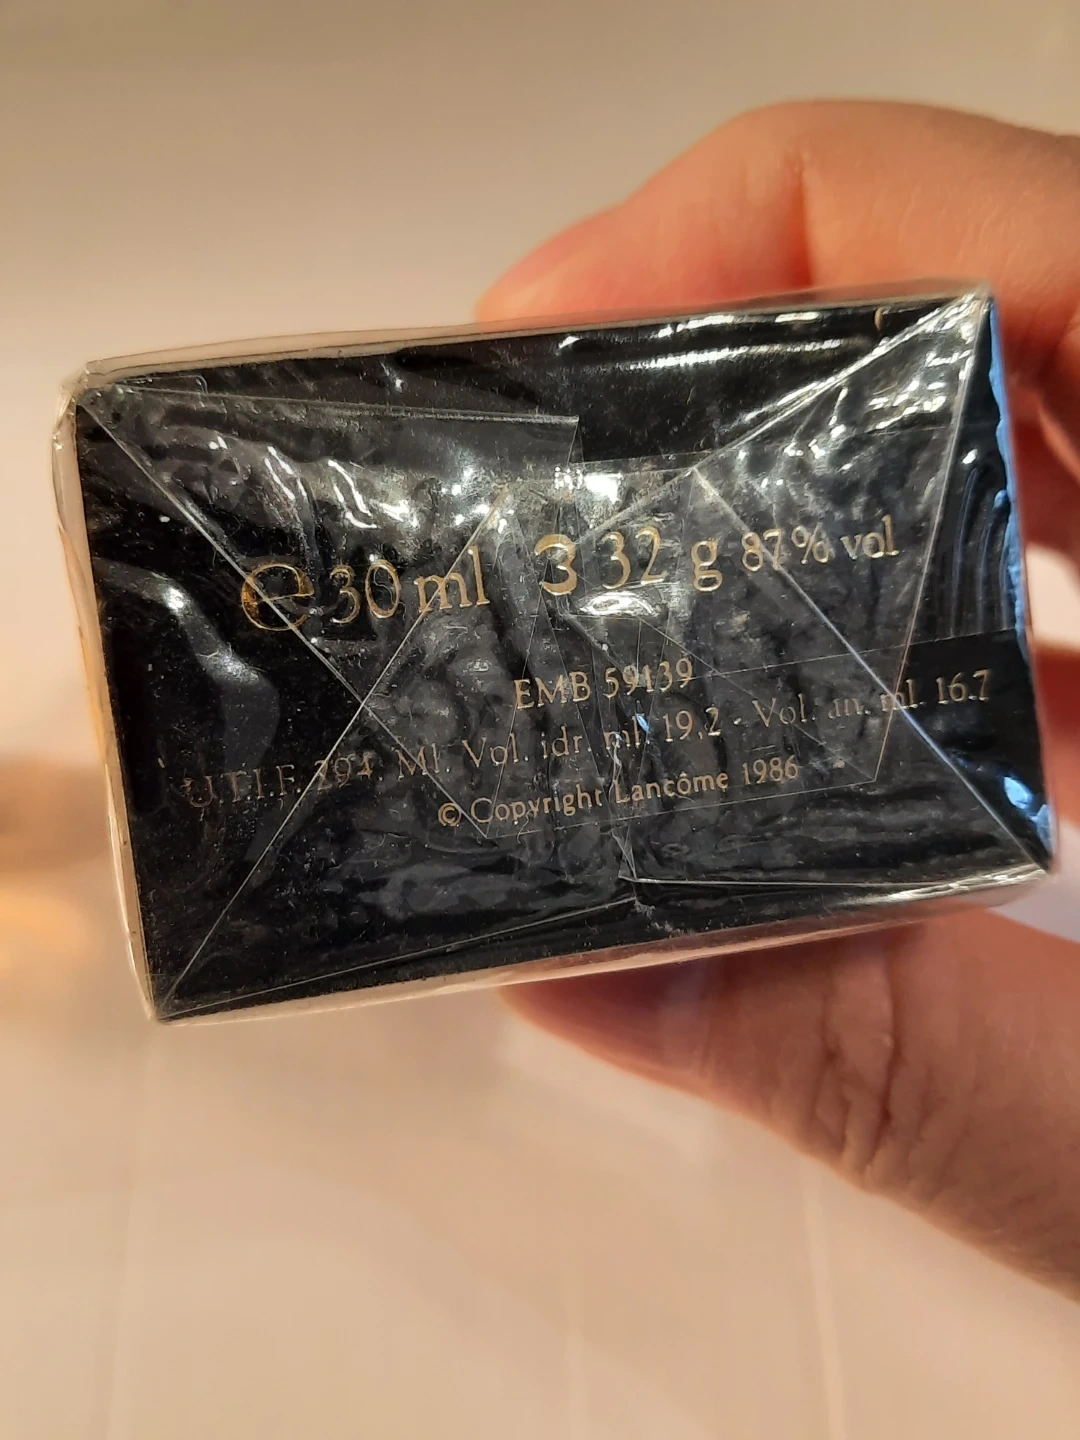 ℮ 30 ml 3 32 g 87% vol
EMB 59139
U.T.I.F. 294. Ml. Vol. idr. ml. 19,2 - Vol. an. ml. 16.7
© Copyright Lancôme 1986